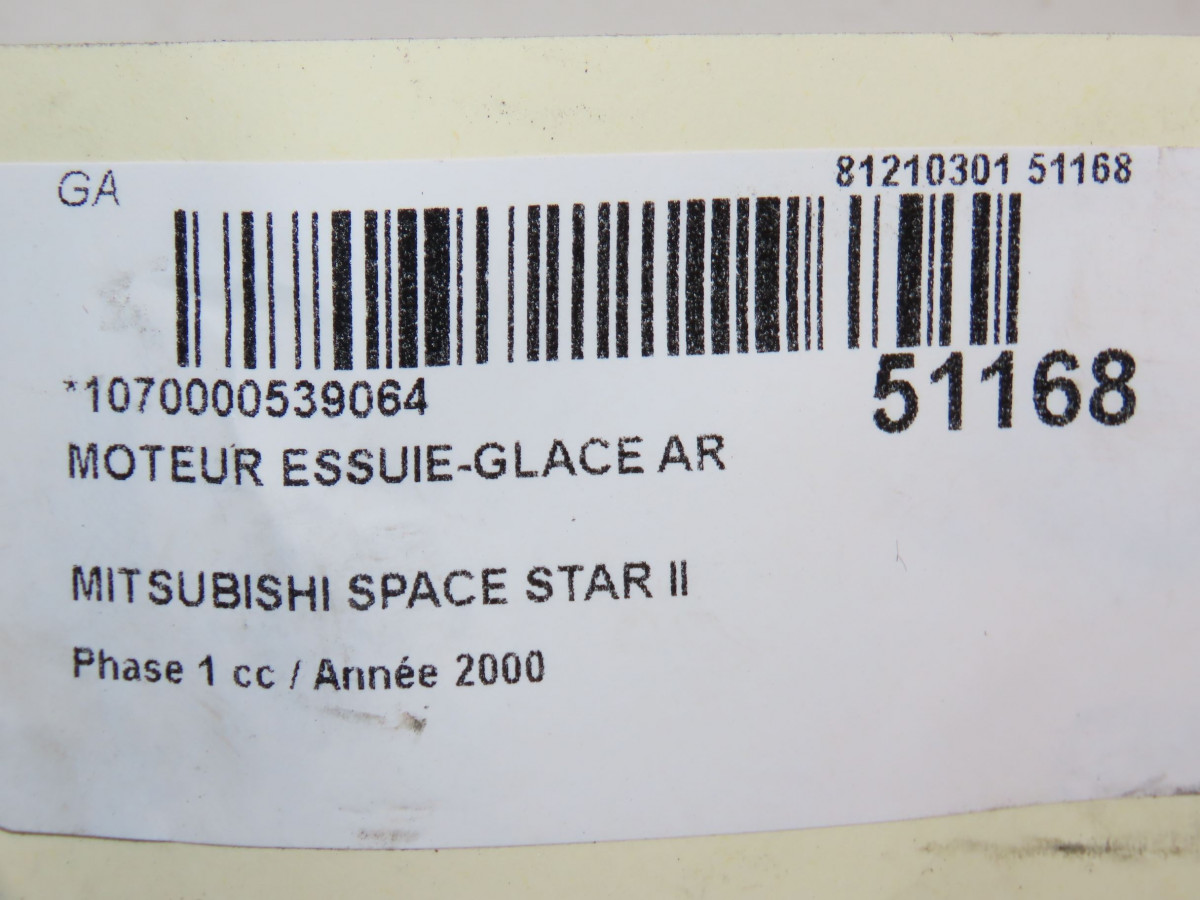 GA
81210301 51168
*1070000539064
51168
MOTEUR ESSUIE-GLACE AR
MITSUBISHI SPACE STAR II
Phase 1 cc / Année 2000